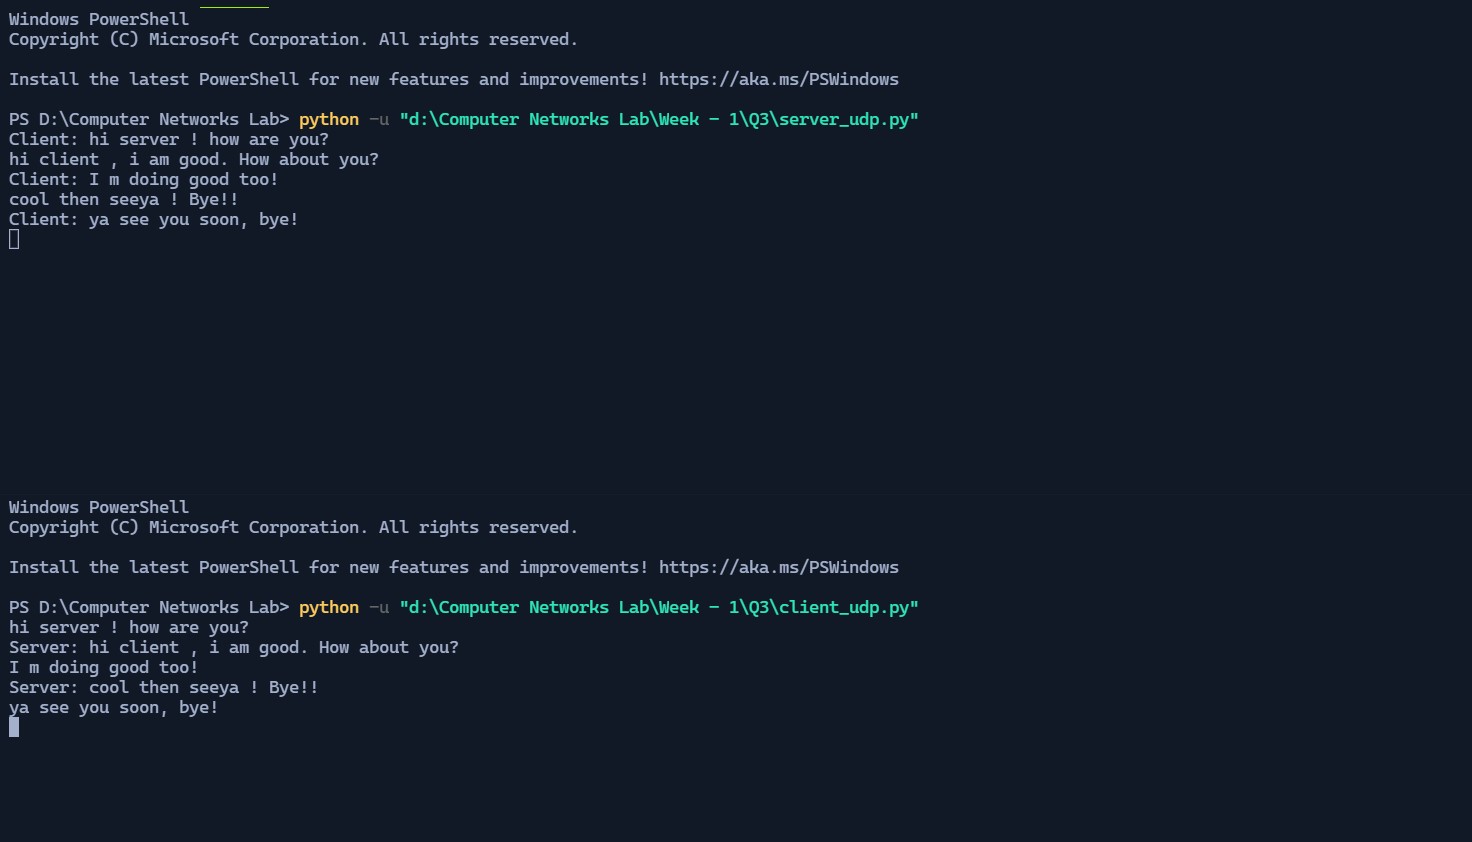 Windows PowerShell
Copyright (C) Microsoft Corporation. All rights reserved.
Install the latest PowerShell for new features and improvements! https://aka.ms/PSWindows
PS D:\Computer Networks Lab> python -u "d:\Computer Networks Lab\Week - 1\Q3\server_udp.py"
Client: hi server ! how are you?
hi client , i am good. How about you?
Client: I m doing good too!
cool then seeya ! Bye!!
Client: ya see you soon, bye!
Windows PowerShell
Copyright (C) Microsoft Corporation. All rights reserved.
Install the latest PowerShell for new features and improvements! https://aka.ms/PSWindows
PS D:\Computer Networks Lab> python -u "d:\Computer Networks Lab\Week - 1\Q3\client_udp.py"
hi server ! how are you?
Server: hi client , i am good. How about you?
I m doing good too!
Server: cool then seeya ! Bye!!
ya see you soon, bye!